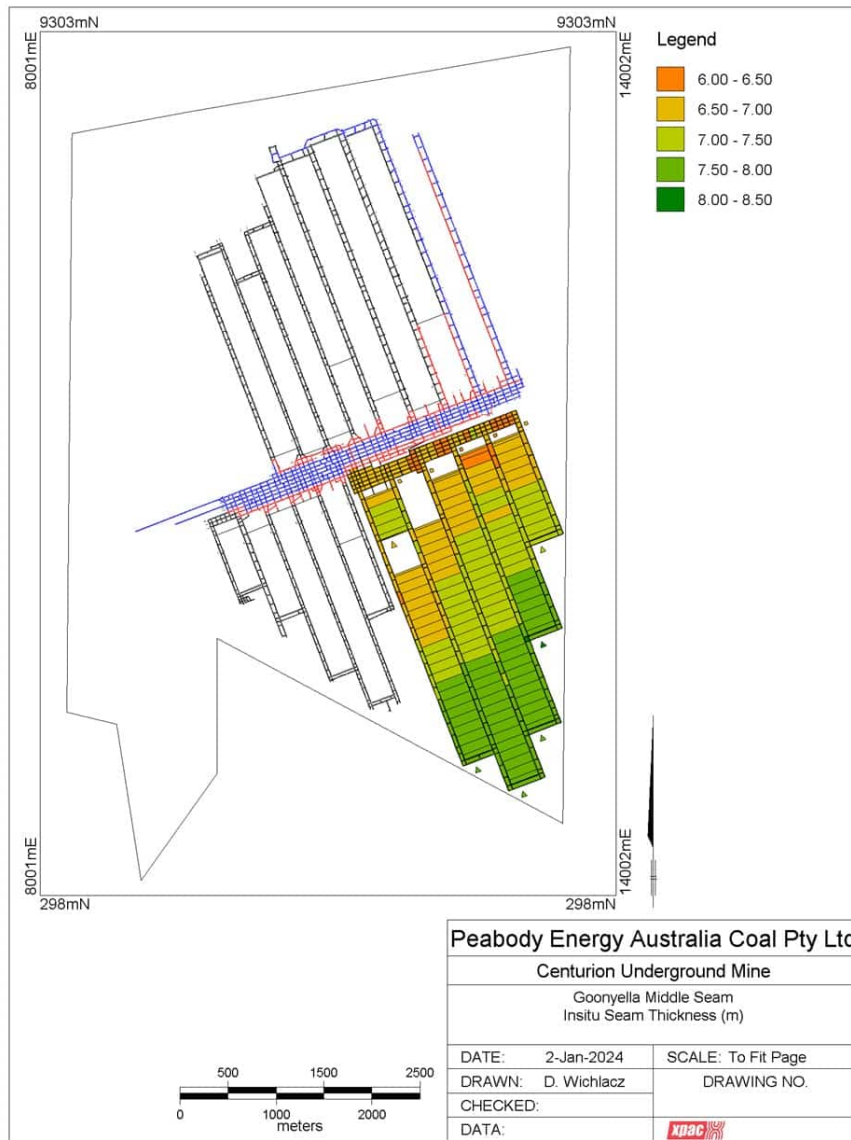 9303mN 9303mN
8001mE
14002mE
Legend
6.00 - 6.50
6.50 - 7.00
7.00 - 7.50
7.50 - 8.00
8.00 - 8.50
8001mE
14002mE
298mN 298mN
Peabody Energy Australia Coal Pty Ltd
Centurion Underground Mine
Goonyella Middle Seam
Insitu Seam Thickness (m)
DATE: 2-Jan-2024 SCALE: To Fit Page
DRAWN: D. Wichlacz DRAWING NO.
CHECKED:
DATA: xpac
500 1500 2500
0 1000 2000
meters